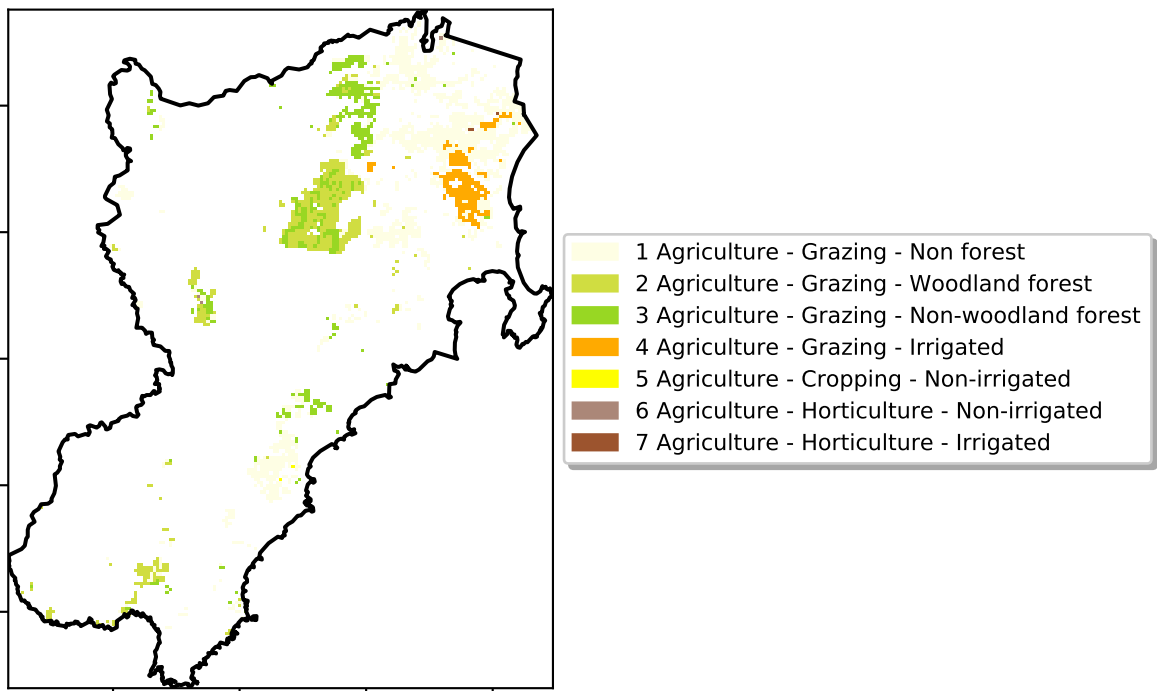 1 Agriculture - Grazing - Non forest
2 Agriculture - Grazing - Woodland forest
3 Agriculture - Grazing - Non-woodland forest
4 Agriculture - Grazing - Irrigated
5 Agriculture - Cropping - Non-irrigated
6 Agriculture - Horticulture - Non-irrigated
7 Agriculture - Horticulture - Irrigated